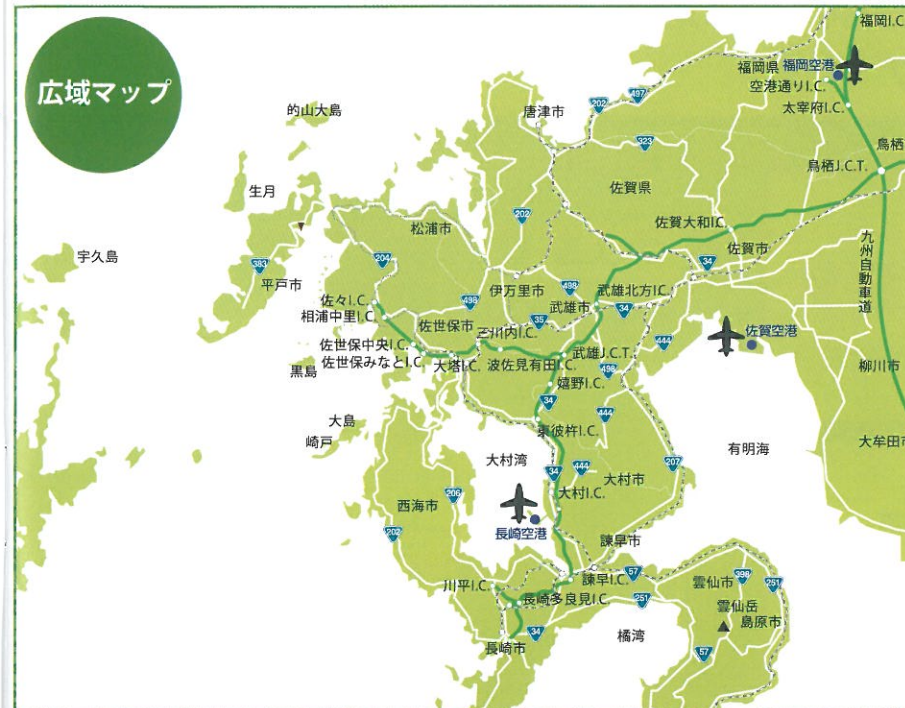 広域マップ
福岡I.C
福岡県
福岡空港
空港通りI.C.
太宰府I.C.
的山大島
唐津市
497
202
323
鳥栖
鳥栖J.C.T.
生月
佐賀県
松浦市
202
佐賀大和I.C.
佐賀市
九州自動車道
宇久島
383
204
平戸市
34
伊万里市
498
武雄北方I.C.
佐々I.C.
498
武雄市
34
相浦中里I.C.
佐世保市
35
三川内I.C.
佐賀空港
444
佐世保中央I.C.
佐世保みなとI.C.
大塔I.C.
波佐見有田I.C.
武雄J.C.T.
黒島
498
柳川市
嬉野I.C.
34
444
大島
東彼杵I.C.
崎戸
大牟田市
有明海
大村湾
34
444
207
大村市
206
大村I.C.
西海市
長崎空港
202
諫早市
57
諫早I.C.
398
雲仙市
251
川平I.C.
長崎多良見I.C.
251
雲仙岳
島原市
34
橘湾
長崎市
57